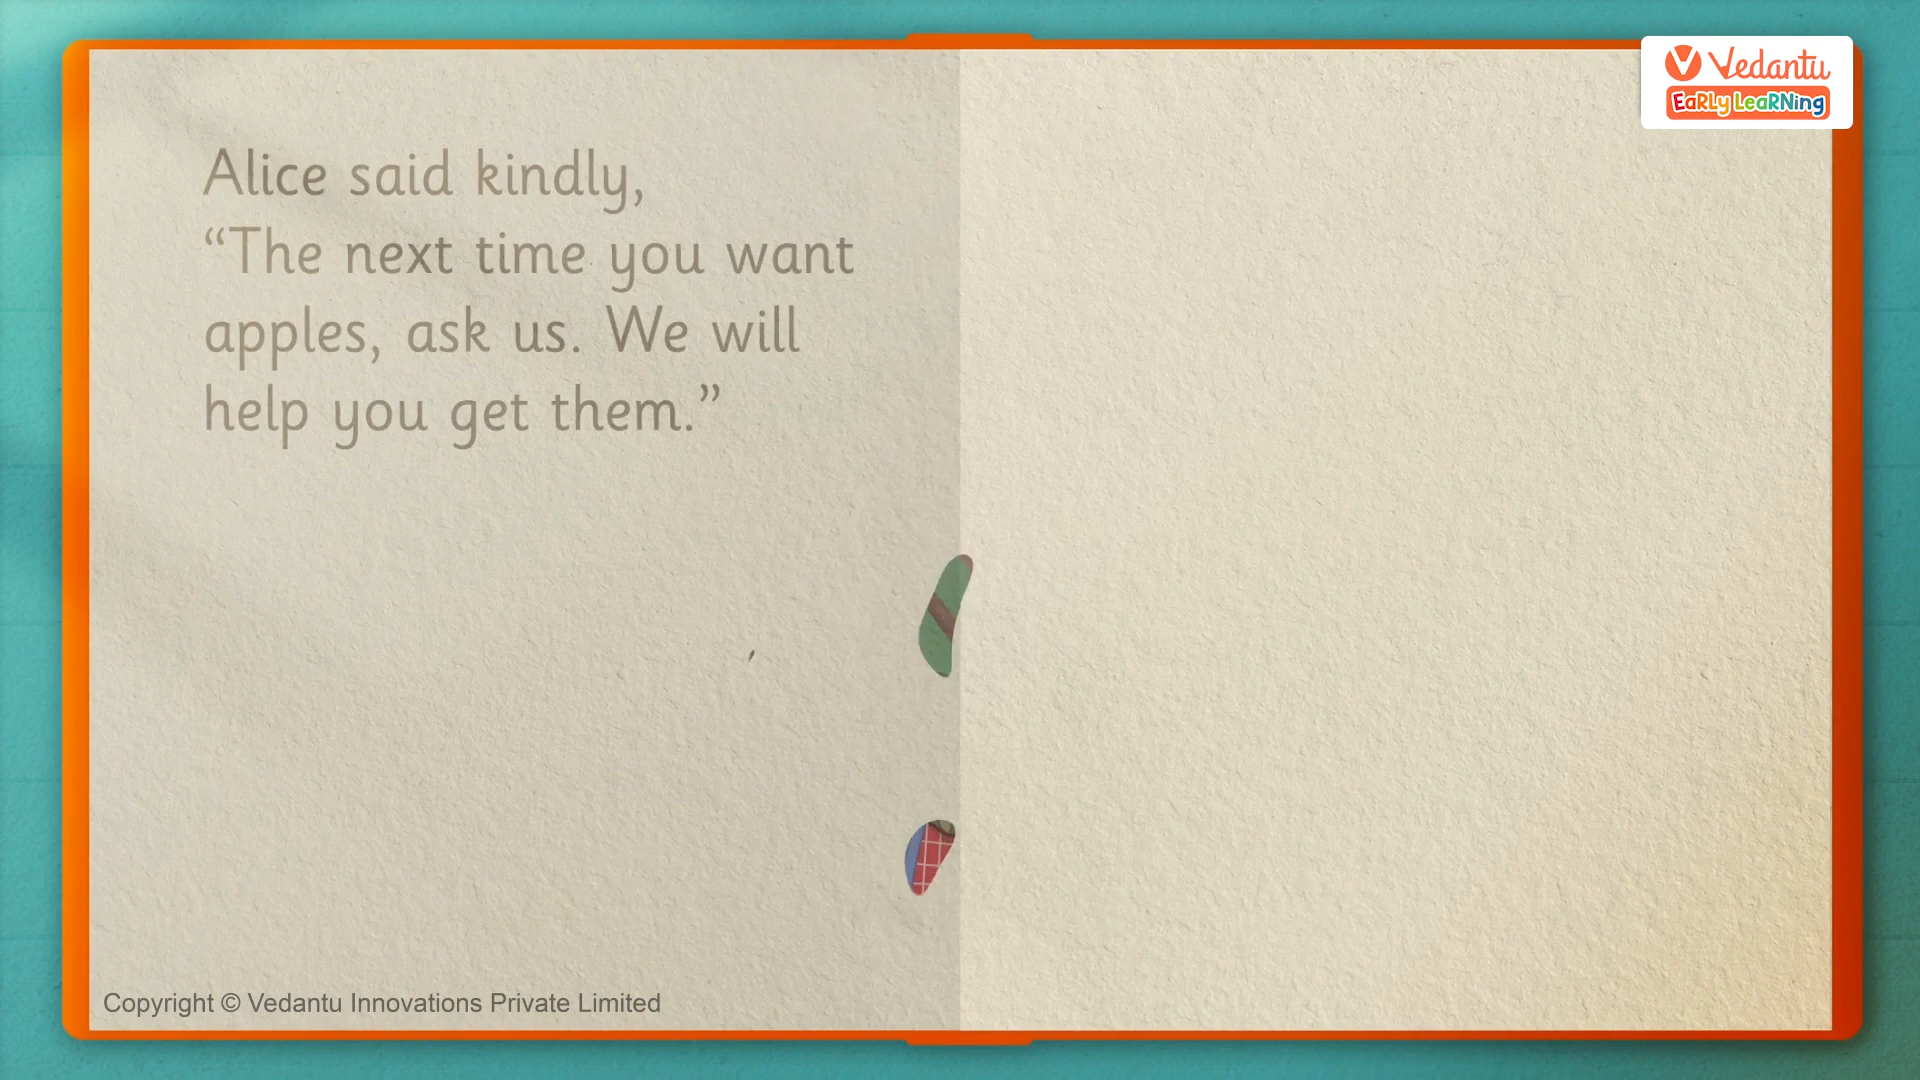 Vedantu
EaRLy LeaRNing
Alice said kindly,
“The next time you want
apples, ask us. We will
help you get them.”
Copyright © Vedantu Innovations Private Limited